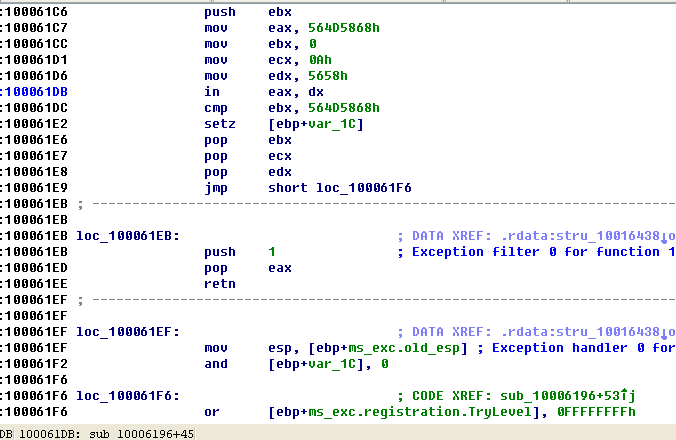 :100061C6 push ebx
:100061C7 mov eax, 564D5868h
:100061CC mov ebx, 0
:100061D1 mov ecx, 0Ah
:100061D6 mov edx, 5658h
:100061DB in eax, dx
:100061DC cmp ebx, 564D5868h
:100061E2 setz [ebp+var_1C]
:100061E6 pop ebx
:100061E7 pop ecx
:100061E8 pop edx
:100061E9 jmp short loc_100061F6
:100061EB ; ---------------------------------------------------------------------------
:100061EB
:100061EB loc_100061EB: ; DATA XREF: .rdata:stru_10016438↓o
:100061EB push 1 ; Exception filter 0 for function 1
:100061ED pop eax
:100061EE retn
:100061EF ; ---------------------------------------------------------------------------
:100061EF
:100061EF loc_100061EF: ; DATA XREF: .rdata:stru_10016438↓o
:100061EF mov esp, [ebp+ms_exc.old_esp] ; Exception handler 0 for
:100061F2 and [ebp+var_1C], 0
:100061F6
:100061F6 loc_100061F6: ; CODE XREF: sub_10006196+53↑j
:100061F6 or [ebp+ms_exc.registration.TryLevel], 0FFFFFFFFh
DB 100061DB: sub_10006196+45